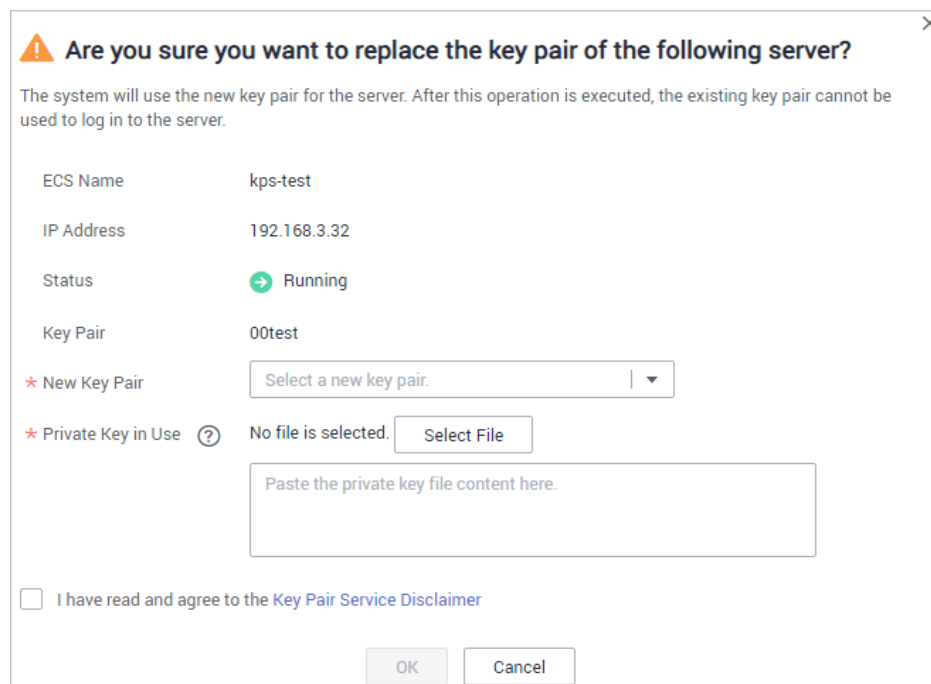 Are you sure you want to replace the key pair of the following server?
The system will use the new key pair for the server. After this operation is executed, the existing key pair cannot be
used to log in to the server.
ECS Name kps-test
IP Address 192.168.3.32
Status Running
Key Pair 00test
* New Key Pair Select a new key pair.
* Private Key in Use ? No file is selected. Select File
Paste the private key file content here.
I have read and agree to the Key Pair Service Disclaimer
OK Cancel